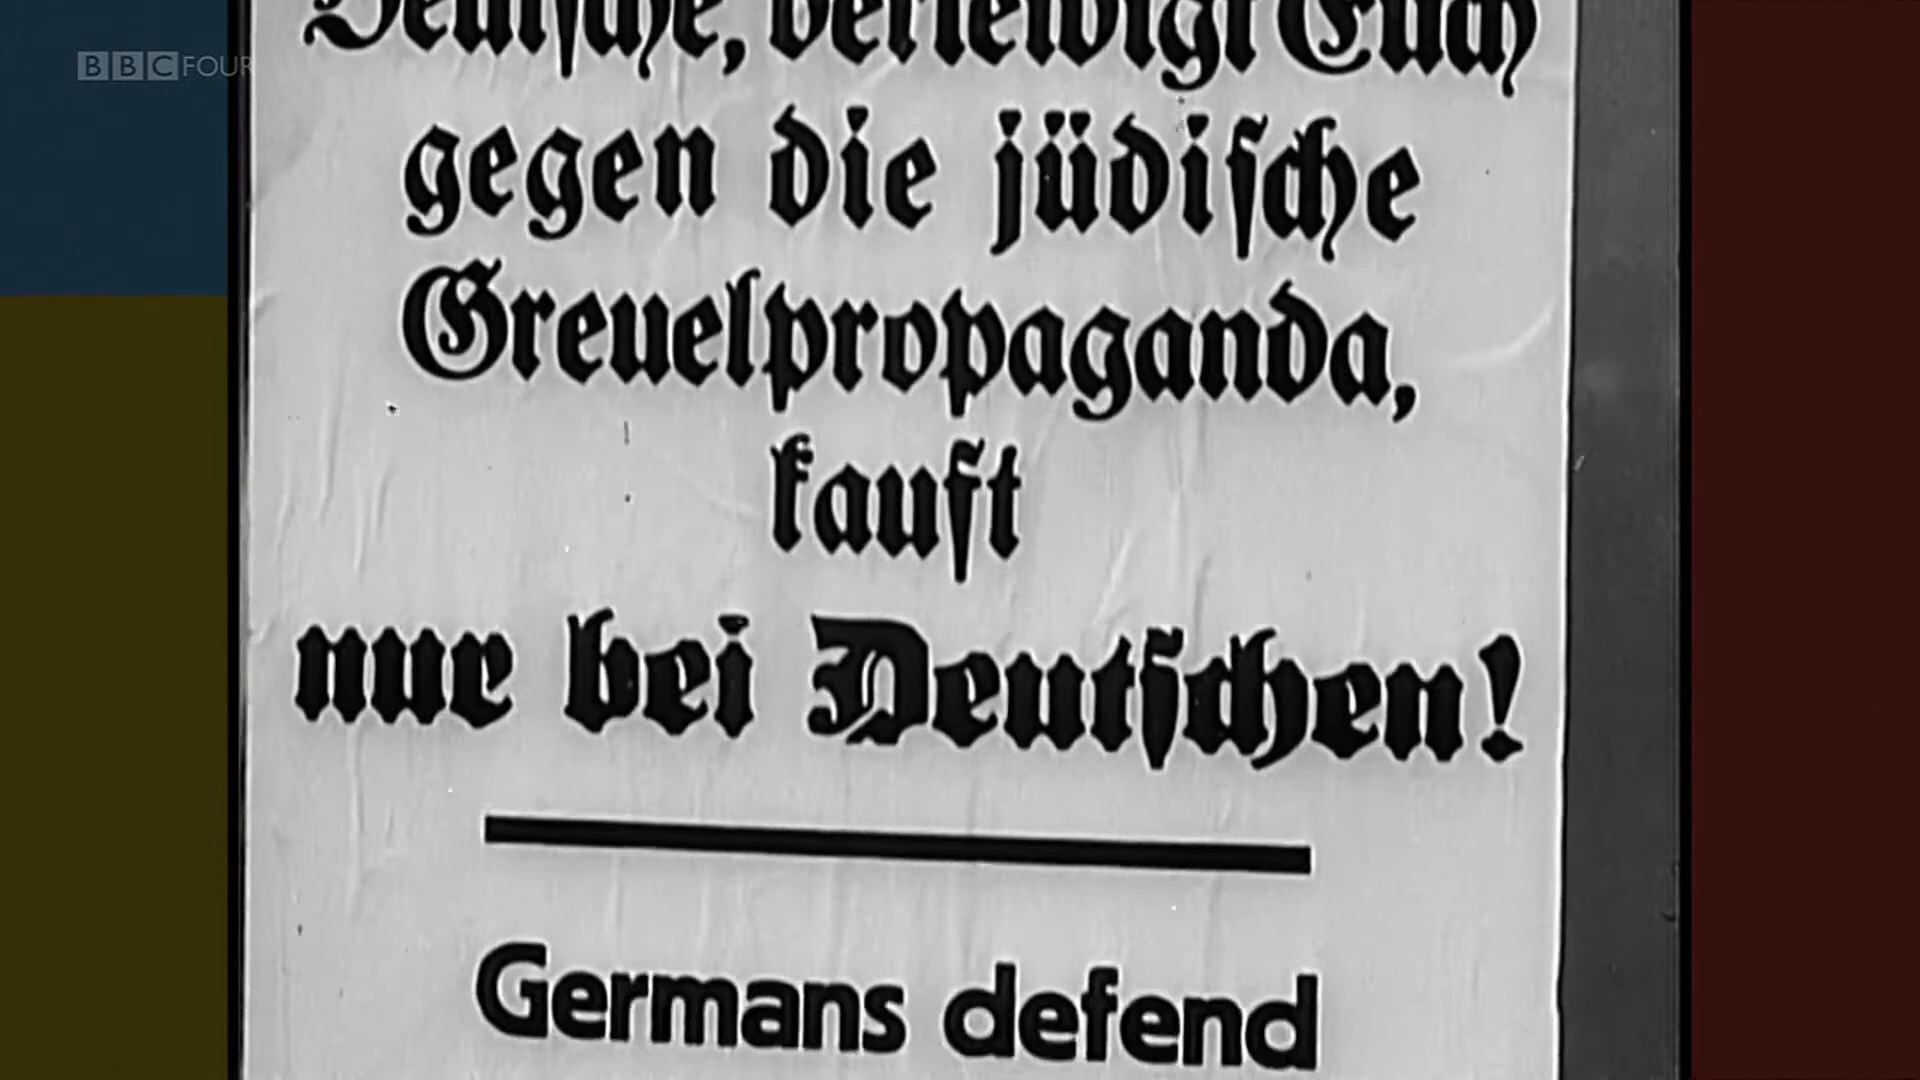 BBC FOUR
Deutsche, verteidigt Euch
gegen die jüdische
Greuelpropaganda,
kauft
nur bei Deutschen!
Germans defend